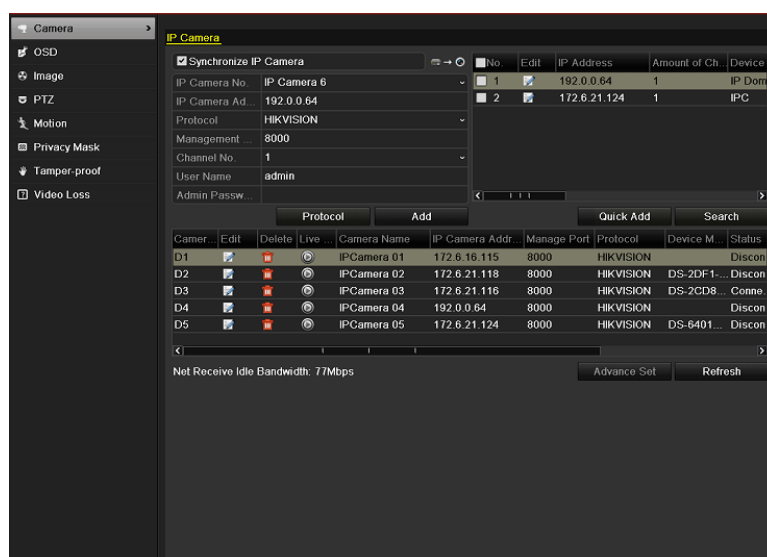 Camera
OSD
Image
PTZ
Motion
Privacy Mask
Tamper-proof
Video Loss
IP Camera
Synchronize IP Camera
IP Camera No. IP Camera 6
IP Camera Ad... 192.0.0.64
Protocol HIKVISION
Management ... 8000
Channel No. 1
User Name admin
Admin Passw...
No. Edit IP Address Amount of Ch... Device
1 192.0.0.64 1 IP Dom
2 172.6.21.124 1 IPC
Protocol Add Quick Add Search
Camer... Edit Delete Live ... Camera Name IP Camera Addr... Manage Port Protocol Device M... Status
D1 IPCamera 01 172.6.16.115 8000 HIKVISION Discon
D2 IPCamera 02 172.6.21.118 8000 HIKVISION DS-2DF1-... Discon
D3 IPCamera 03 172.6.21.116 8000 HIKVISION DS-2CD8... Conne.
D4 IPCamera 04 192.0.0.64 8000 HIKVISION Discon
D5 IPCamera 05 172.6.21.124 8000 HIKVISION DS-6401... Discon
Net Receive Idle Bandwidth: 77Mbps
Advance Set Refresh